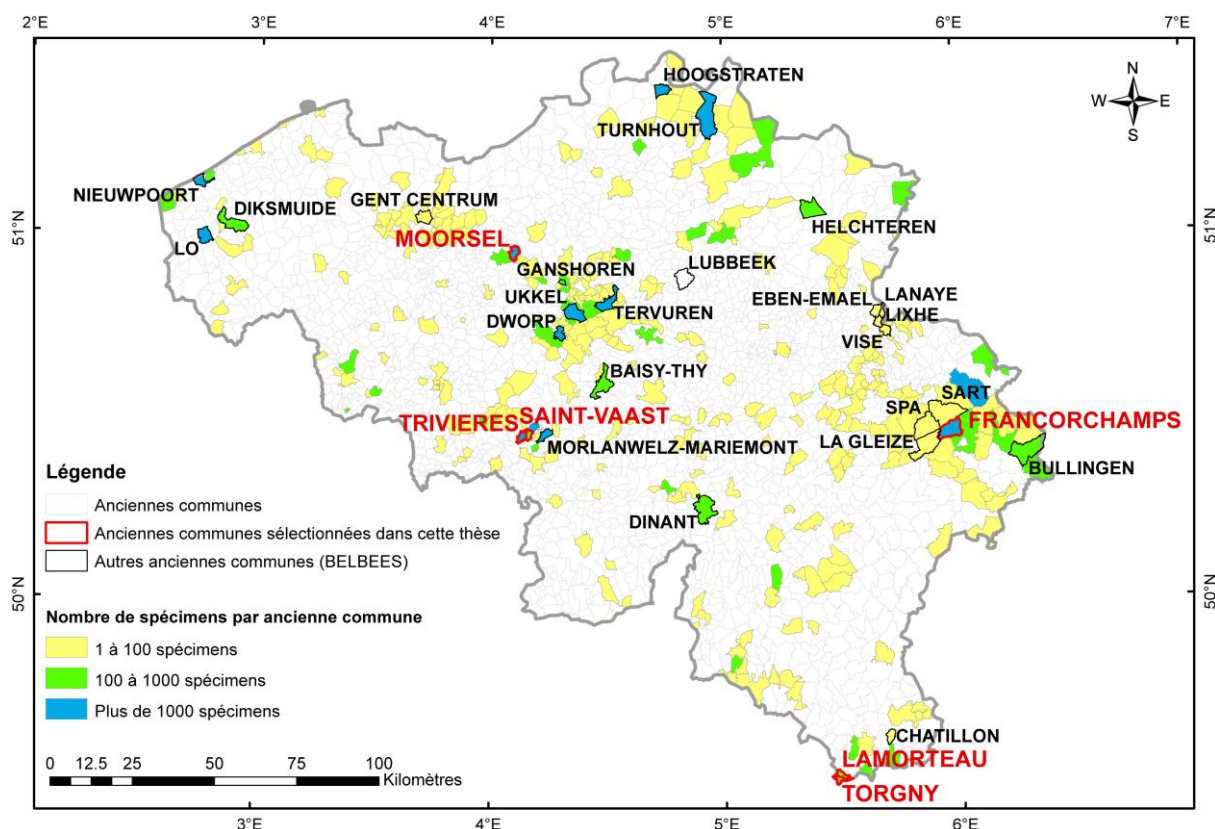 2°E
3°E
4°E
5°E
6°E
7°E
HOOGSTRATEN
N
W
E
S
TURNHOUT
NIEUWPOORT
GENT CENTRUM
DIKSMUIDE
51°N
51°N
HELCHTEREN
MOORSEL
LO
GANSHOREN
LUBBEEK
UKKEL
EBEN-EMAEL
LANAYE
LIXHE
DWORP
TERVUREN
VISE
BAISY-THY
SART
SPA
TRIVIERES
SAINT-VAAST
FRANCORCHAMPS
LA GLEIZE
MORLANWELZ-MARIEMONT
BULLINGEN
Légende
Anciennes communes
DINANT
Anciennes communes sélectionnées dans cette thèse
Autres anciennes communes (BELBEES)
50°N
50°N
Nombre de spécimens par ancienne commune
1 à 100 spécimens
100 à 1000 spécimens
Plus de 1000 spécimens
CHATILLON
LAMORTEAU
0 12.5 25 50 75 100
Kilomètres
TORGNY
3°E
4°E
5°E
6°E